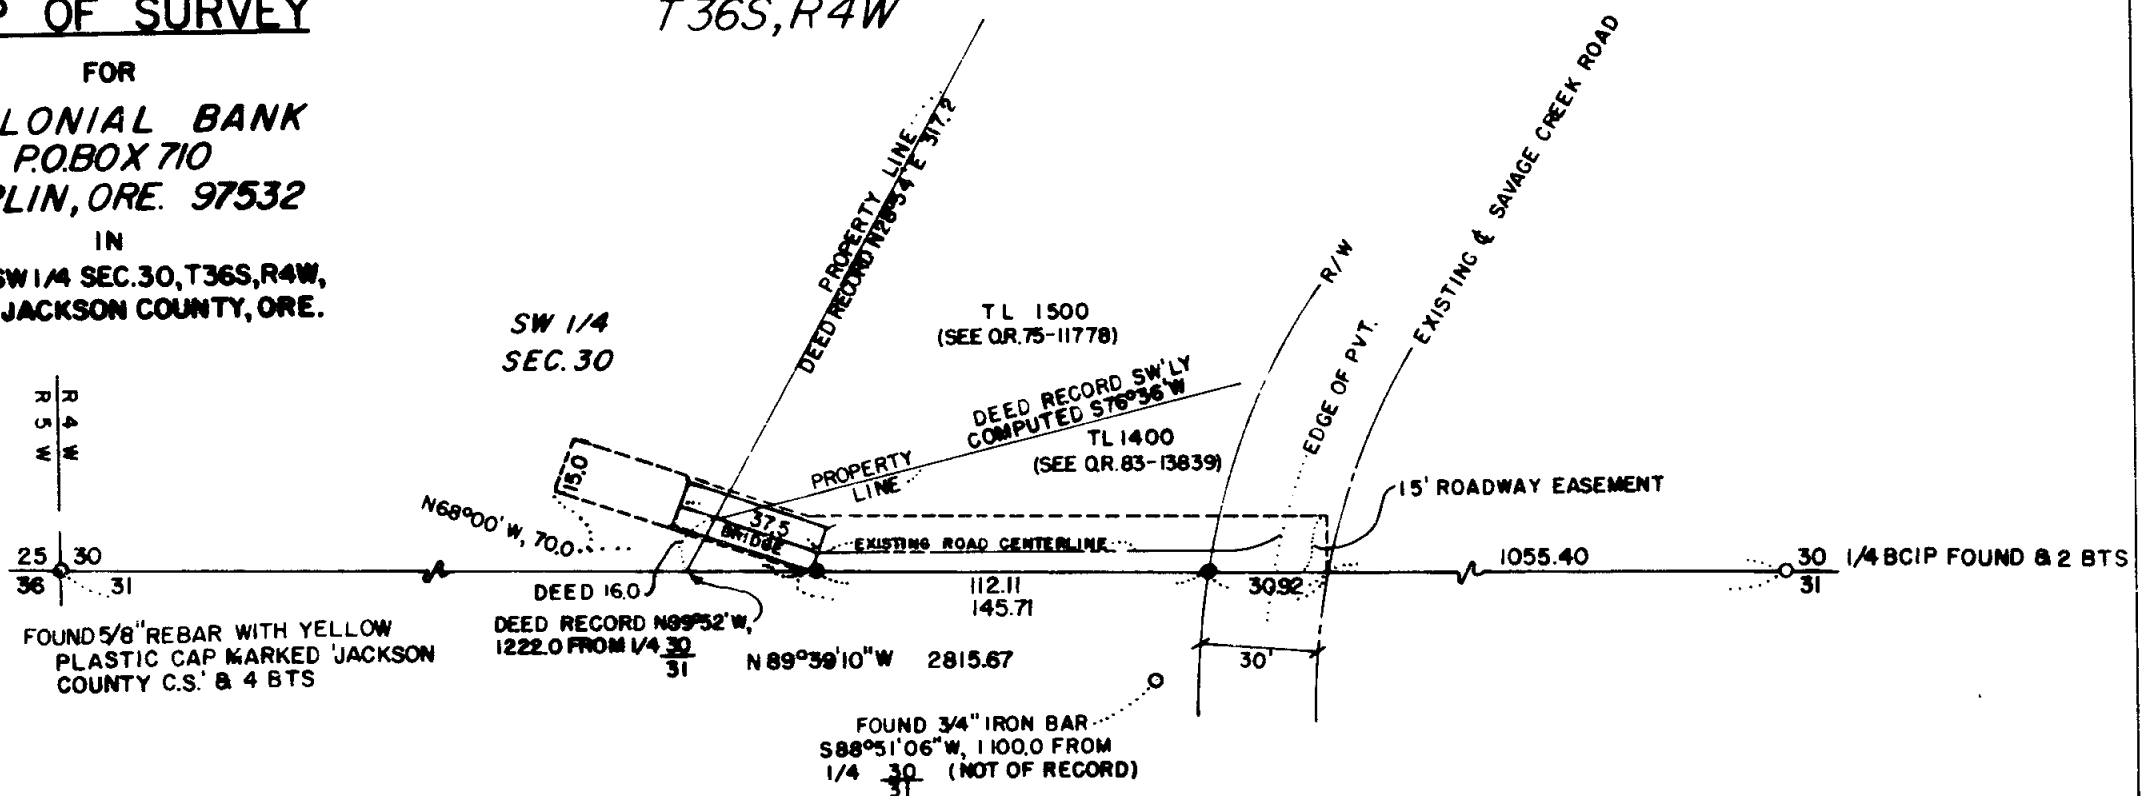 OF SURVEY
T36S, R4W
FOR
LONIAL BANK
P.O.BOX 710
PLIN, ORE. 97532
IN
SW 1/4 SEC.30, T36S, R4W,
JACKSON COUNTY, ORE.
SW 1/4
SEC. 30
PROPERTY LINE
DEED RECORD N28°54' E 317.2
EXISTING ℄ SAVAGE CREEK ROAD
R/W
EDGE OF PVT.
TL 1500
(SEE O.R. 75-11778)
DEED RECORD SW'LY
COMPUTED S76°36'W
TL 1400
(SEE O.R. 83-13839)
PROPERTY
LINE
R 4 W
R 5 W
15.0
N68°00' W, 70.0
37.5
BRIDGE
EXISTING ROAD CENTERLINE
15' ROADWAY EASEMENT
25 30
36 31
DEED 16.0
112.11
145.71
30.92
1055.40
30
31
1/4 BCIP FOUND & 2 BTS
FOUND 5/8" REBAR WITH YELLOW
PLASTIC CAP MARKED 'JACKSON
COUNTY C.S.' & 4 BTS
DEED RECORD N89°52'W,
1222.0 FROM 1/4 30
31
N 89°39'10"W 2815.67
30'
FOUND 3/4" IRON BAR
S88°51'06"W, 1100.0 FROM
1/4 30 (NOT OF RECORD)
31